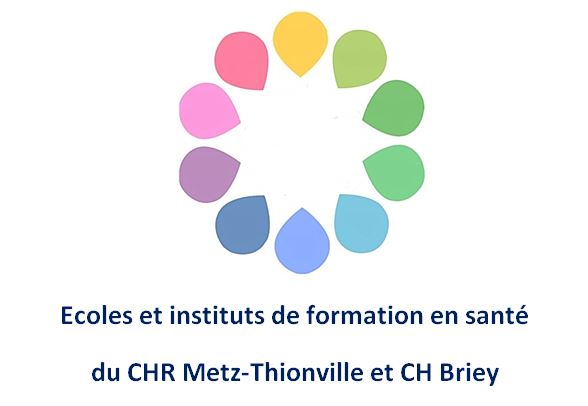 Ecoles et instituts de formation en santé
du CHR Metz-Thionville et CH Briey